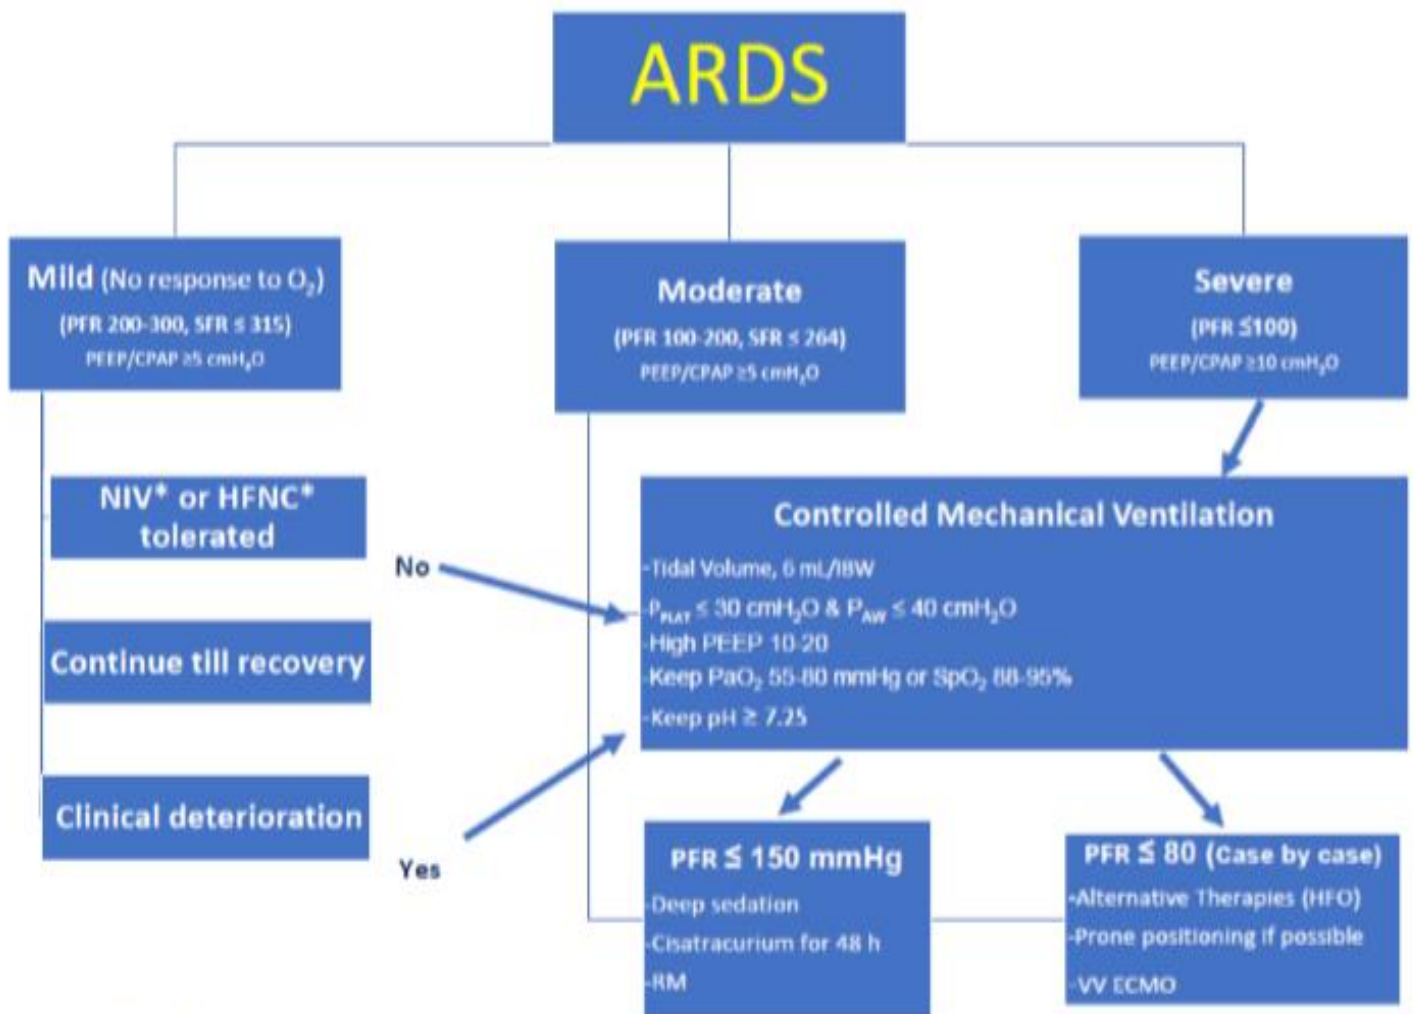 ARDS
Mild (No response to O₂)
(PFR 200-300, SFR ≤ 315)
PEEP/CPAP ≥5 cmH₂O
Moderate
(PFR 100-200, SFR ≤ 264)
PEEP/CPAP ≥5 cmH₂O
Severe
(PFR ≤100)
PEEP/CPAP ≥10 cmH₂O
NIV* or HFNC*
tolerated
Continue till recovery
Clinical deterioration
No
Yes
Controlled Mechanical Ventilation
-Tidal Volume, 6 mL/IBW
-P_PLAT ≤ 30 cmH₂O & P_AW ≤ 40 cmH₂O
-High PEEP 10-20
-Keep PaO₂ 55-80 mmHg or SpO₂ 88-95%
-Keep pH ≥ 7.25
PFR ≤ 150 mmHg
-Deep sedation
-Cisatracurium for 48 h
-RM
PFR ≤ 80 (Case by case)
-Alternative Therapies (HFO)
-Prone positioning if possible
-VV ECMO